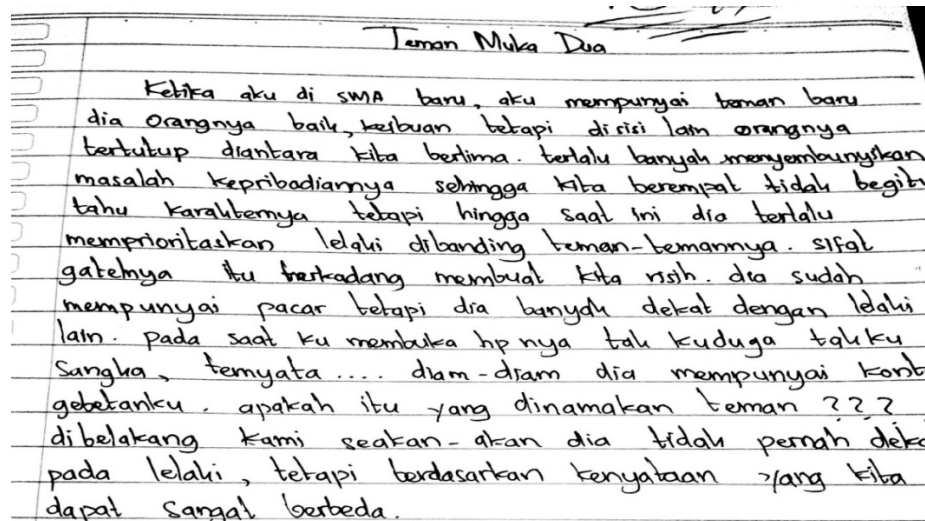 Teman Muka Dua
Ketika aku di SMA baru, aku mempunyai teman baru
dia orangnya baik, keibuan tetapi disisi lain orangnya
tertutup diantara kita berlima. terlalu banyak menyembunyikan
masalah kepribadiannya sehingga kita berempat tidak begit
tahu karakternya tetapi hingga saat ini dia terlalu
memprioritaskan lelaki dibanding teman-temannya. sifat
gatelnya itu terkadang membuat kita risih. dia sudah
mempunyai pacar tetapi dia banyak dekat dengan lelaki
lain. pada saat ku membuka hp nya tak kuduga takku
sangka, ternyata .... diam-diam dia mempunyai kont
gebetanku. apakah itu yang dinamakan teman ???
dibelakang kami seakan-akan dia tidak pernah deka
pada lelaki, tetapi berdasarkan kenyataan yang kita
dapat sangat berbeda.